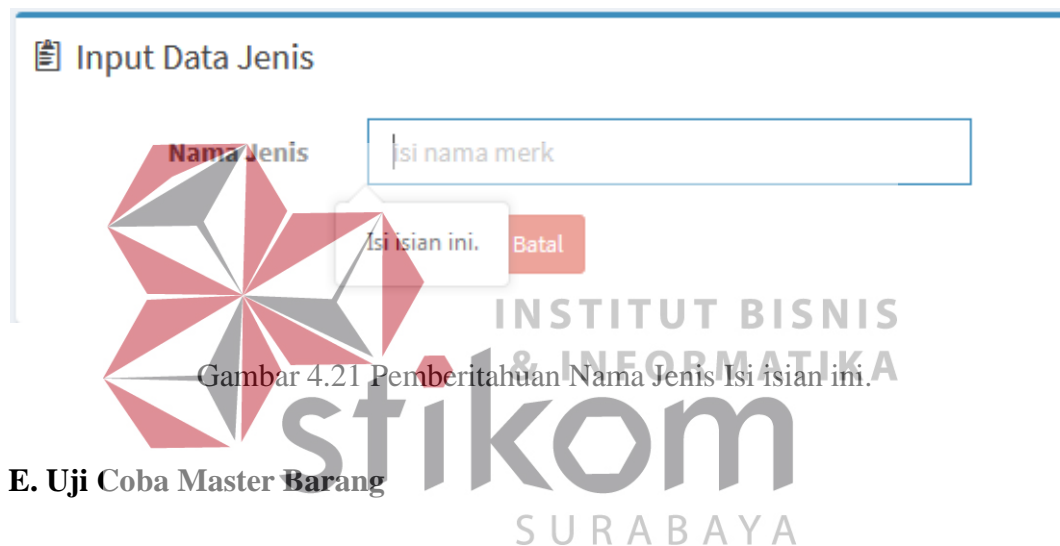 Input Data Jenis
Nama Jenis
Isi nama merk
Isi isian ini.
Batal
INSTITUT BISNIS
& INFORMATIKA
Gambar 4.21 Pemberitahuan Nama Jenis Isi isian ini.
stikom
E. Uji Coba Master Barang
SURABAYA